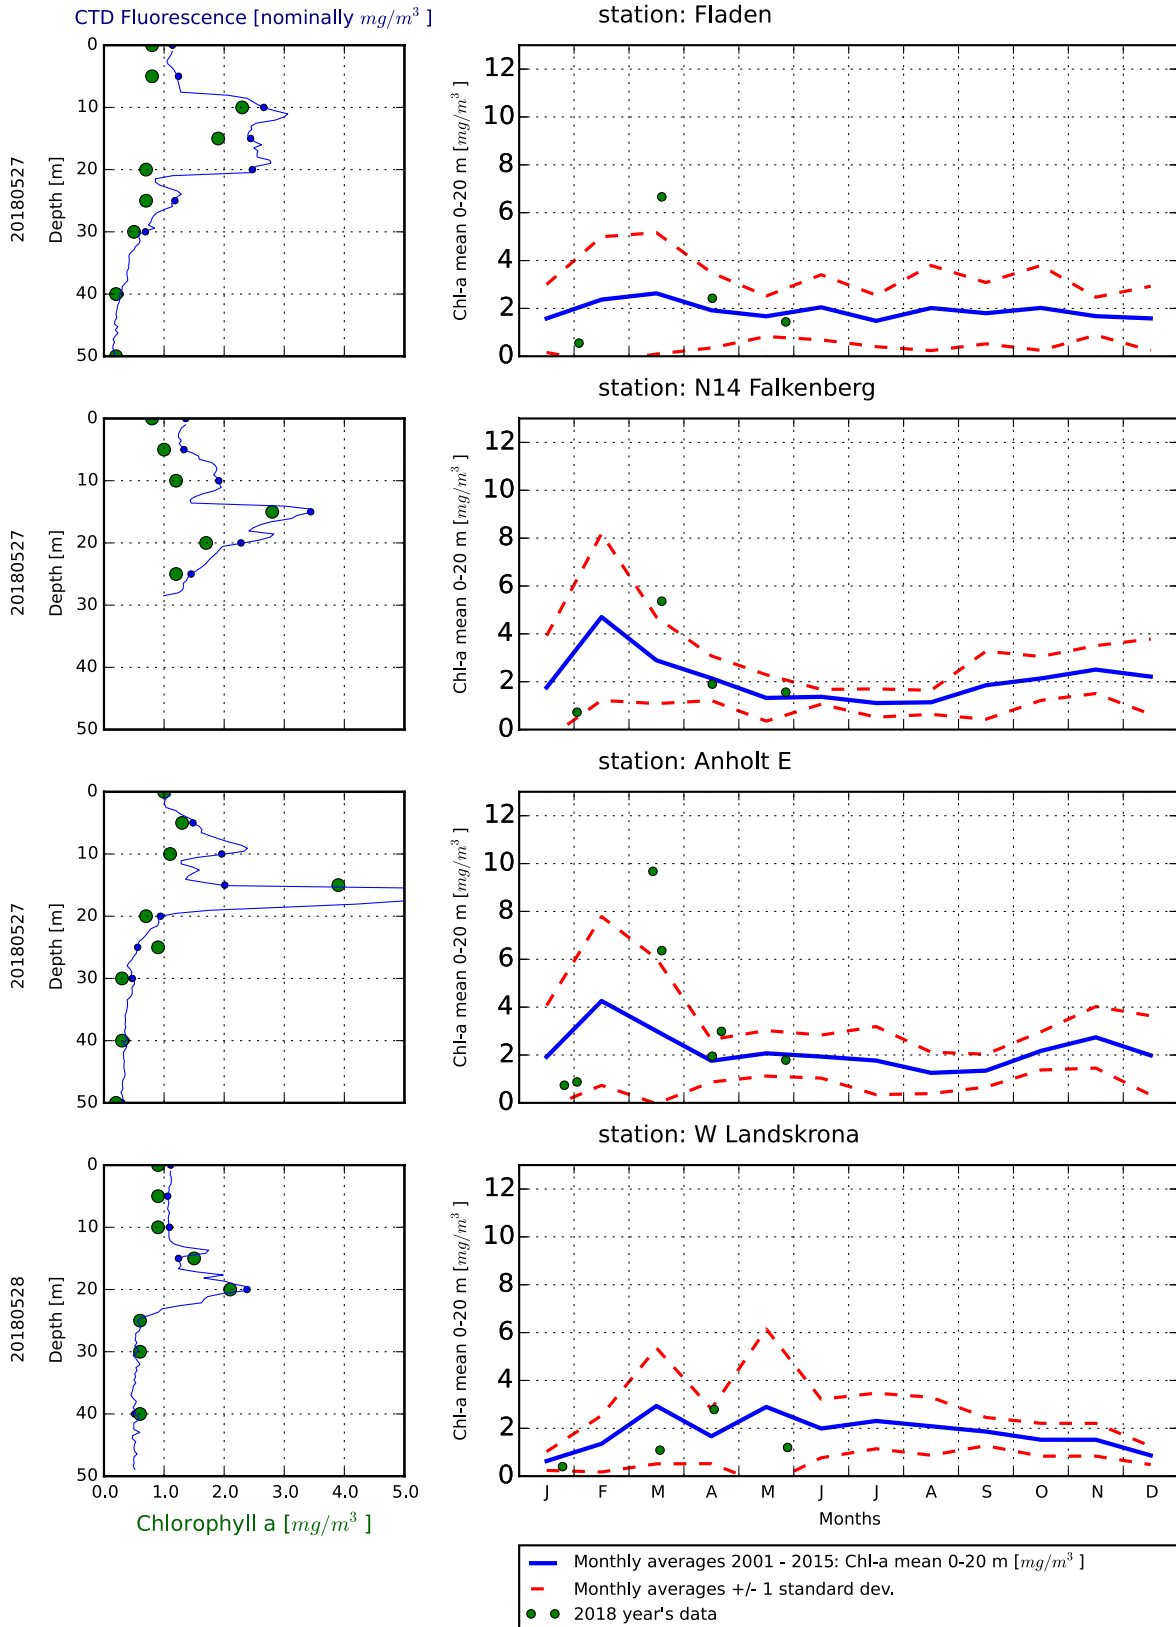 CTD Fluorescence [nominally mg/m³ ]
station: Fladen
20180527
Depth [m]
0
10
20
30
40
50
Chl-a mean 0-20 m [mg/m³]
12
10
8
6
4
2
0
station: N14 Falkenberg
20180527
Depth [m]
0
10
20
30
40
50
Chl-a mean 0-20 m [mg/m³]
12
10
8
6
4
2
0
station: Anholt E
20180527
Depth [m]
0
10
20
30
40
50
Chl-a mean 0-20 m [mg/m³]
12
10
8
6
4
2
0
station: W Landskrona
20180528
Depth [m]
0
10
20
30
40
50
0.0 1.0 2.0 3.0 4.0 5.0
Chlorophyll a [mg/m³ ]
Chl-a mean 0-20 m [mg/m³]
12
10
8
6
4
2
0
J F M A M J J A S O N D
Months
Monthly averages 2001 - 2015: Chl-a mean 0-20 m [mg/m³ ]
Monthly averages +/- 1 standard dev.
2018 year's data